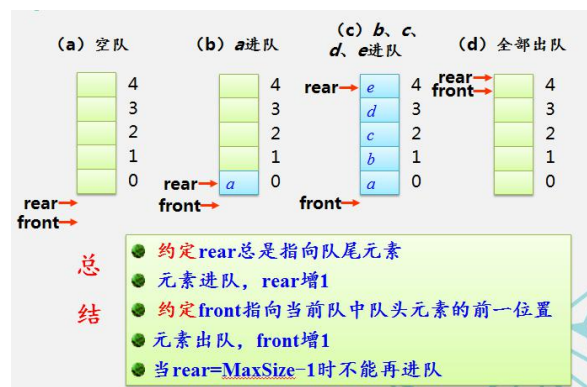 (a) 空队
(b) a进队
(c) b、c、
d、e进队
(d) 全部出队
4
3
2
1
0
rear
front
4
3
2
1
a 0
rear
front
rear e 4
d 3
c 2
b 1
a 0
front
rear
front
4
3
2
1
0
总
结
约定rear总是指向队尾元素
元素进队，rear增1
约定front指向当前队中队头元素的前一位置
元素出队，front增1
当rear=MaxSize-1时不能再进队